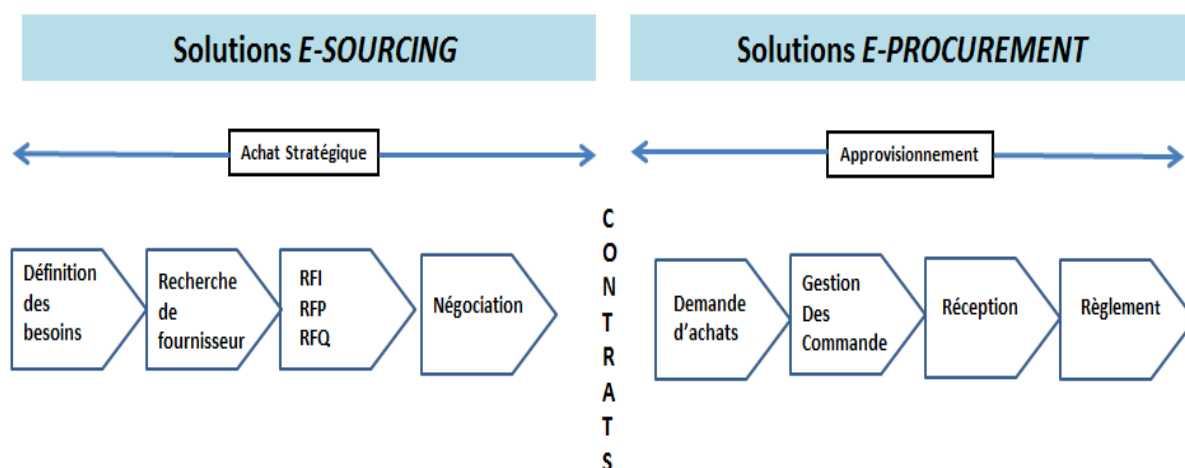 Solutions E-SOURCING
Achat Stratégique
Définition
des
besoins
Recherche
de
fournisseur
RFI
RFP
RFQ
Négociation
C
O
N
T
R
A
T
S
Solutions E-PROCUREMENT
Approvisionnement
Demande
d’achats
Gestion
Des
Commande
Réception
Règlement